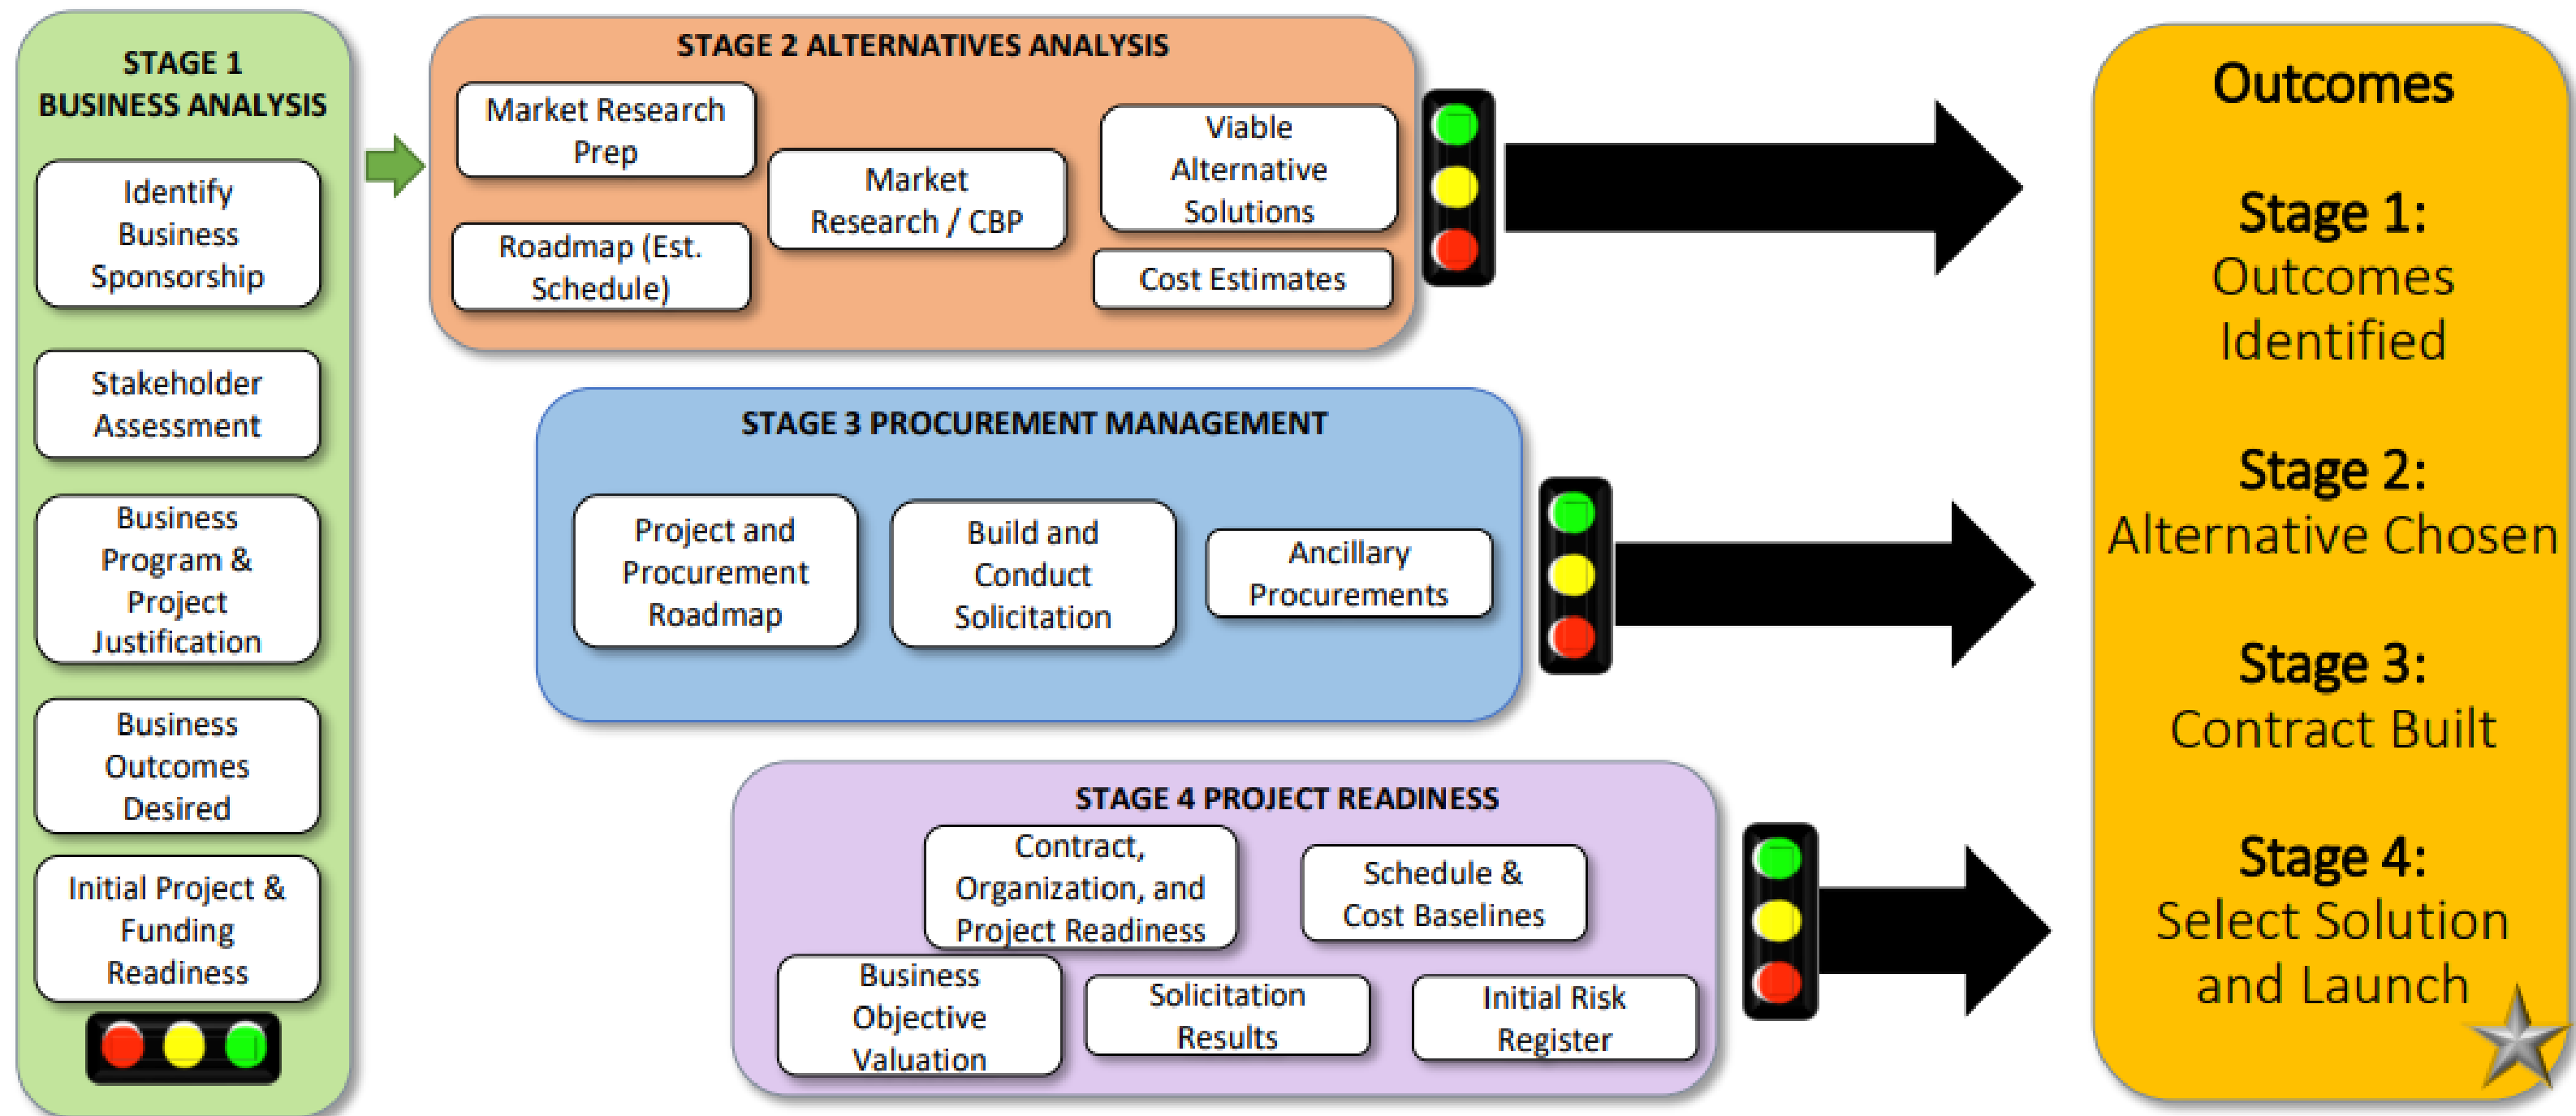 STAGE 1
BUSINESS ANALYSIS
Identify
Business
Sponsorship
Stakeholder
Assessment
Business
Program &
Project
Justification
Business
Outcomes
Desired
Initial Project &
Funding
Readiness
STAGE 2 ALTERNATIVES ANALYSIS
Market Research
Prep
Roadmap (Est.
Schedule)
Market
Research / CBP
Viable
Alternative
Solutions
Cost Estimates
STAGE 3 PROCUREMENT MANAGEMENT
Project and
Procurement
Roadmap
Build and
Conduct
Solicitation
Ancillary
Procurements
STAGE 4 PROJECT READINESS
Contract,
Organization, and
Project Readiness
Schedule &
Cost Baselines
Business
Objective
Valuation
Solicitation
Results
Initial Risk
Register
Outcomes
Stage 1:
Outcomes
Identified
Stage 2:
Alternative Chosen
Stage 3:
Contract Built
Stage 4:
Select Solution
and Launch